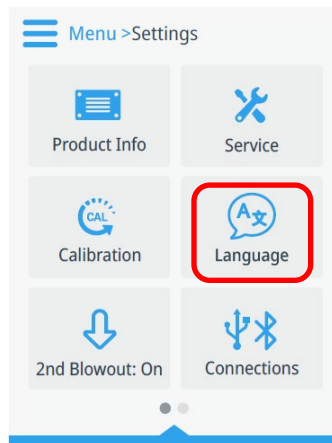 Menu >Settings
Product Info
Service
CAL
Calibration
A文
Language
2nd Blowout: On
Connections